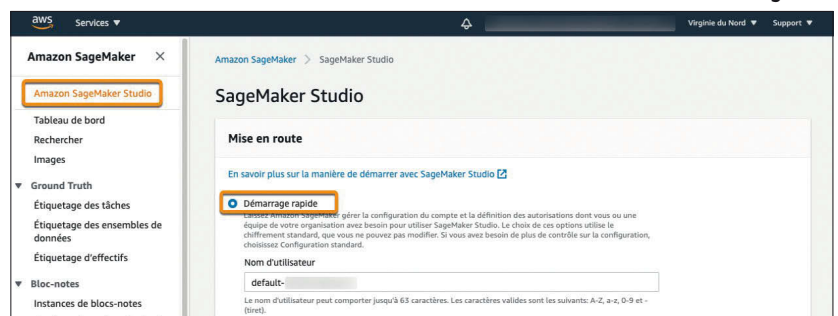 aws Services ▼ Virginie du Nord ▼ Support ▼
Amazon SageMaker ×
Amazon SageMaker Studio
Tableau de bord
Rechercher
Images
▼ Ground Truth
Étiquetage des tâches
Étiquetage des ensembles de
données
Étiquetage d'effectifs
▼ Bloc-notes
Instances de blocs-notes
Amazon SageMaker > SageMaker Studio
SageMaker Studio
Mise en route
En savoir plus sur la manière de démarrer avec SageMaker Studio
Démarrage rapide
Laissez Amazon SageMaker gérer la configuration du compte et la définition des autorisations dont vous ou une
équipe de votre organisation avez besoin pour utiliser SageMaker Studio. Le choix de ces options utilise le
chiffrement standard, que vous ne pouvez pas modifier. Si vous avez besoin de plus de contrôle sur la configuration,
choisissez Configuration standard.
Nom d'utilisateur
default-
Le nom d'utilisateur peut comporter jusqu'à 63 caractères. Les caractères valides sont les suivants: A-Z, a-z, 0-9 et -
(tiret).